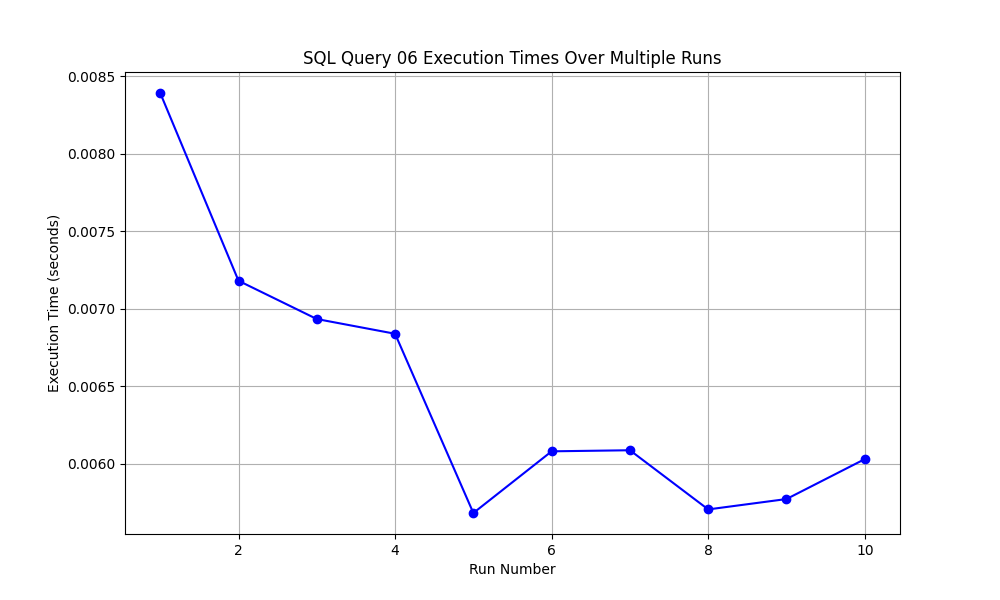 SQL Query 06 Execution Times Over Multiple Runs
0.0085
0.0080
0.0075
0.0070
0.0065
0.0060
Execution Time (seconds)
2 4 6 8 10
Run Number